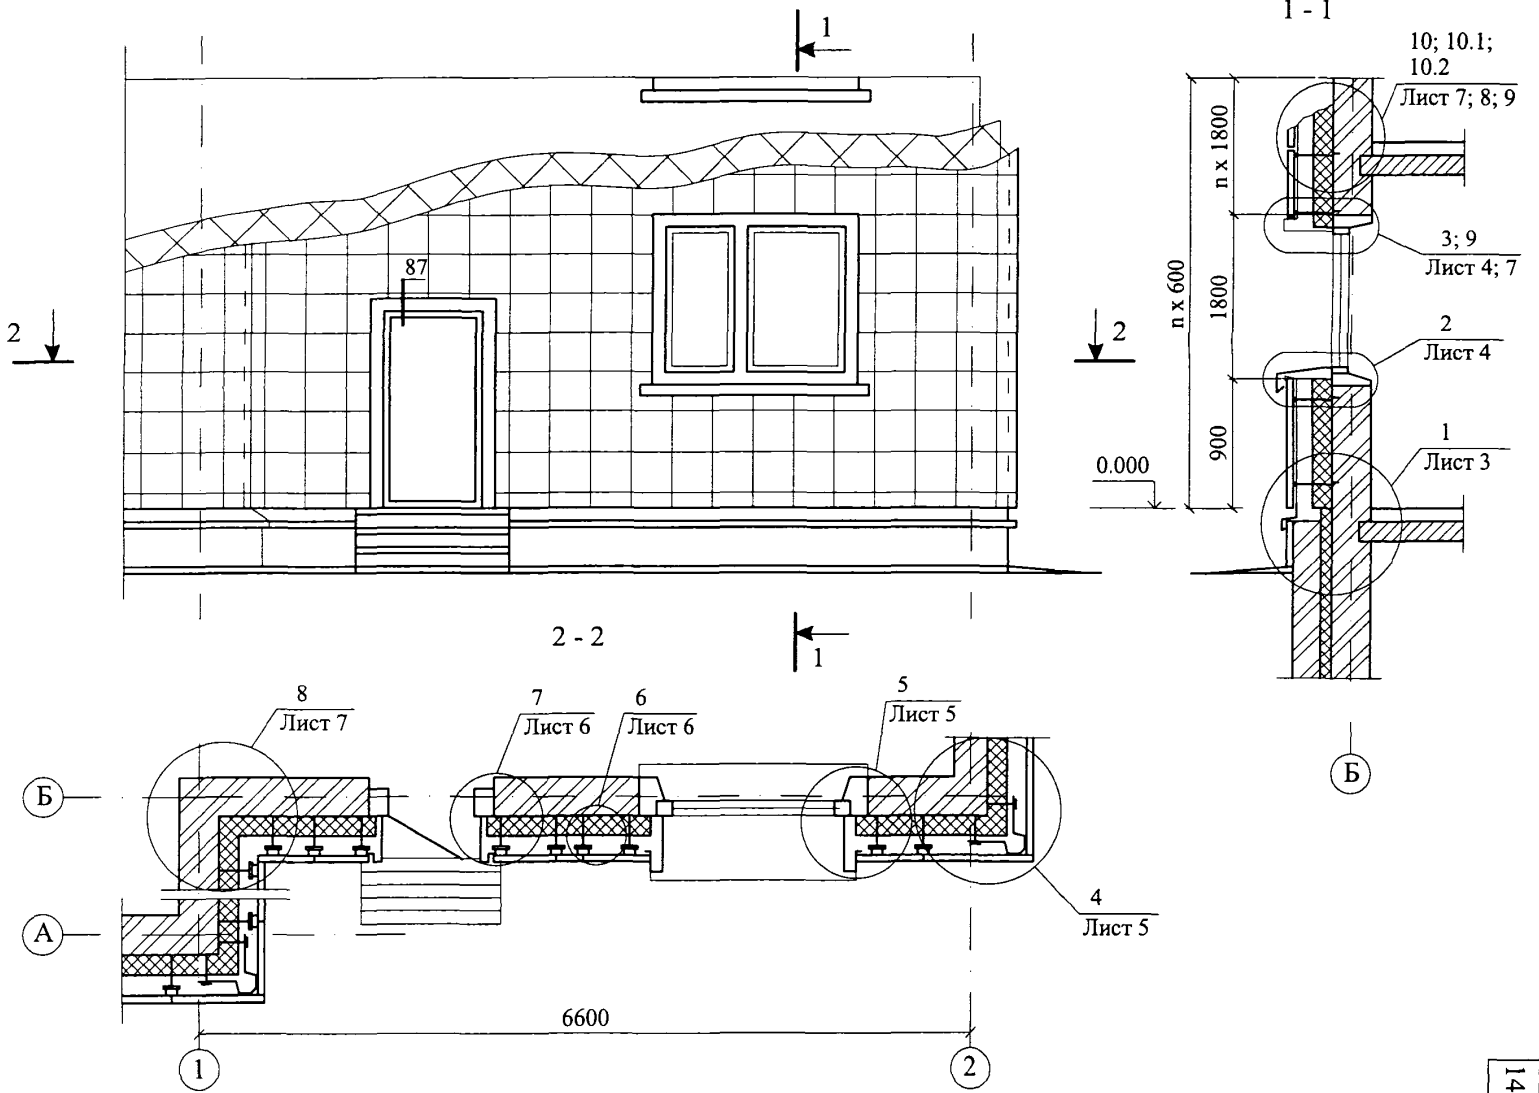 1
1 - 1
10; 10.1;
10.2
Лист 7; 8; 9
n x 1800
3; 9
Лист 4; 7
87
n x 600
1800
2
2
2
Лист 4
900
1
Лист 3
0.000
2 - 2
1
8
Лист 7
7
Лист 6
6
Лист 6
5
Лист 5
Б
Б
4
Лист 5
А
6600
1
2
14